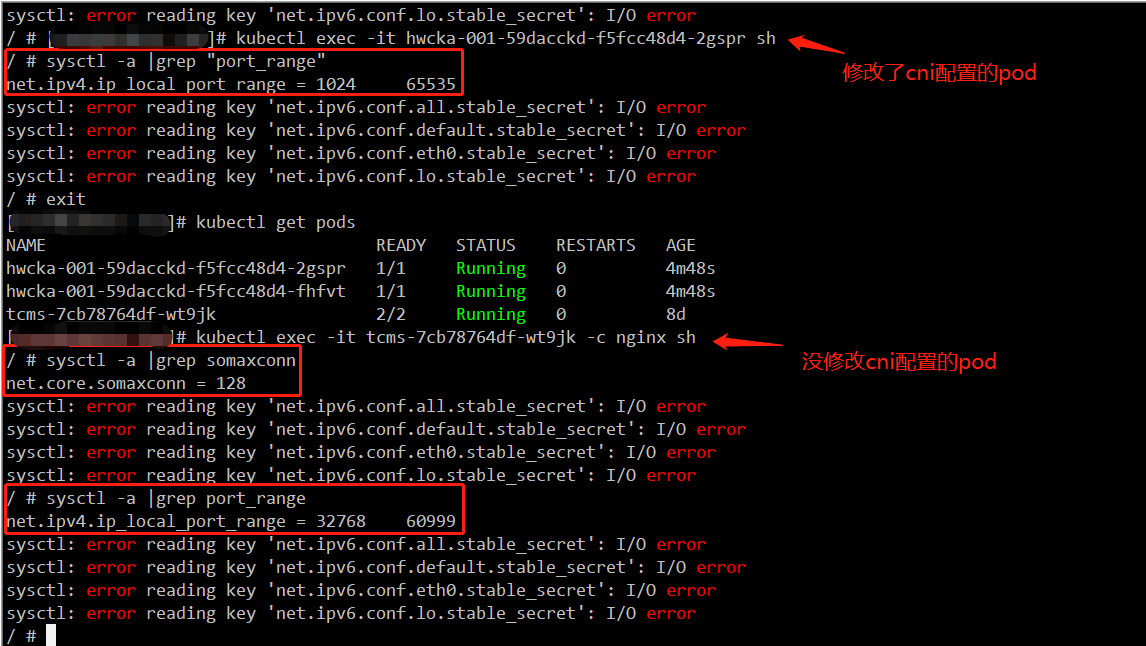 sysctl: error reading key 'net.ipv6.conf.lo.stable_secret': I/O error
/ # [ ]# kubectl exec -it hwcka-001-59dacckd-f5fcc48d4-2gspr sh
修改了cni配置的pod
/ # sysctl -a |grep "port_range"
net.ipv4.ip_local_port_range = 1024     65535
sysctl: error reading key 'net.ipv6.conf.all.stable_secret': I/O error
sysctl: error reading key 'net.ipv6.conf.default.stable_secret': I/O error
sysctl: error reading key 'net.ipv6.conf.eth0.stable_secret': I/O error
sysctl: error reading key 'net.ipv6.conf.lo.stable_secret': I/O error
/ # exit
[ ]# kubectl get pods
NAME                                 READY   STATUS    RESTARTS   AGE
hwcka-001-59dacckd-f5fcc48d4-2gspr   1/1     Running   0          4m48s
hwcka-001-59dacckd-f5fcc48d4-fhfvt   1/1     Running   0          4m48s
tcms-7cb78764df-wt9jk                2/2     Running   0          8d
[ ]# kubectl exec -it tcms-7cb78764df-wt9jk -c nginx sh
没修改cni配置的pod
/ # sysctl -a |grep somaxconn
net.core.somaxconn = 128
sysctl: error reading key 'net.ipv6.conf.all.stable_secret': I/O error
sysctl: error reading key 'net.ipv6.conf.default.stable_secret': I/O error
sysctl: error reading key 'net.ipv6.conf.eth0.stable_secret': I/O error
sysctl: error reading key 'net.ipv6.conf.lo.stable_secret': I/O error
/ # sysctl -a |grep port_range
net.ipv4.ip_local_port_range = 32768    60999
sysctl: error reading key 'net.ipv6.conf.all.stable_secret': I/O error
sysctl: error reading key 'net.ipv6.conf.default.stable_secret': I/O error
sysctl: error reading key 'net.ipv6.conf.eth0.stable_secret': I/O error
sysctl: error reading key 'net.ipv6.conf.lo.stable_secret': I/O error
/ #